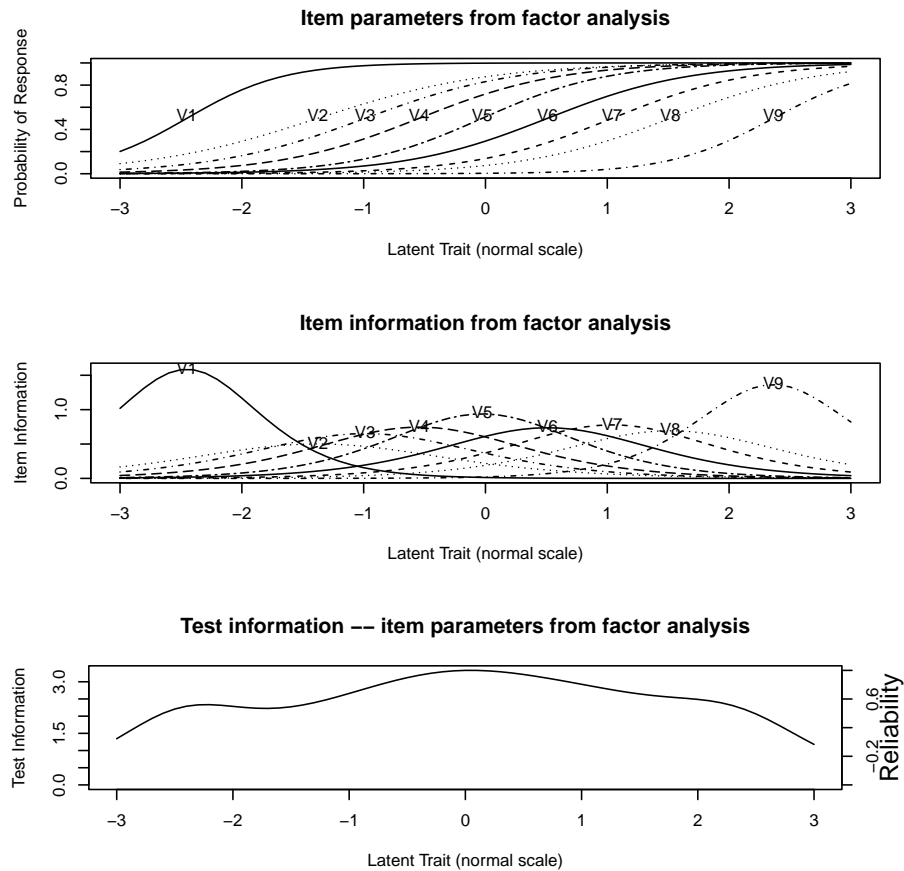 Item parameters from factor analysis
Probability of Response
0.0 0.4 0.8
V1 V2 V3 V4 V5 V6 V7 V8 V9
−3 −2 −1 0 1 2 3
Latent Trait (normal scale)
Item information from factor analysis
Item Information
0.0 1.0
V1 V2 V3 V4 V5 V6 V7 V8 V9
−3 −2 −1 0 1 2 3
Latent Trait (normal scale)
Test information −− item parameters from factor analysis
Test Information
0.0 1.5 3.0
−0.2 0.6
Reliability
−3 −2 −1 0 1 2 3
Latent Trait (normal scale)